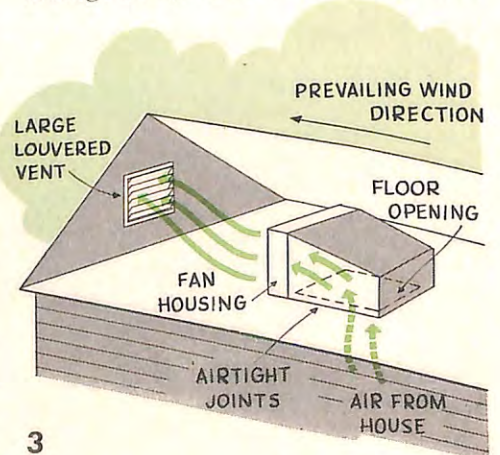 PREVAILING WIND
DIRECTION
LARGE
LOUVERED
VENT
FLOOR
OPENING
FAN
HOUSING
AIRTIGHT
JOINTS
AIR FROM
HOUSE
3